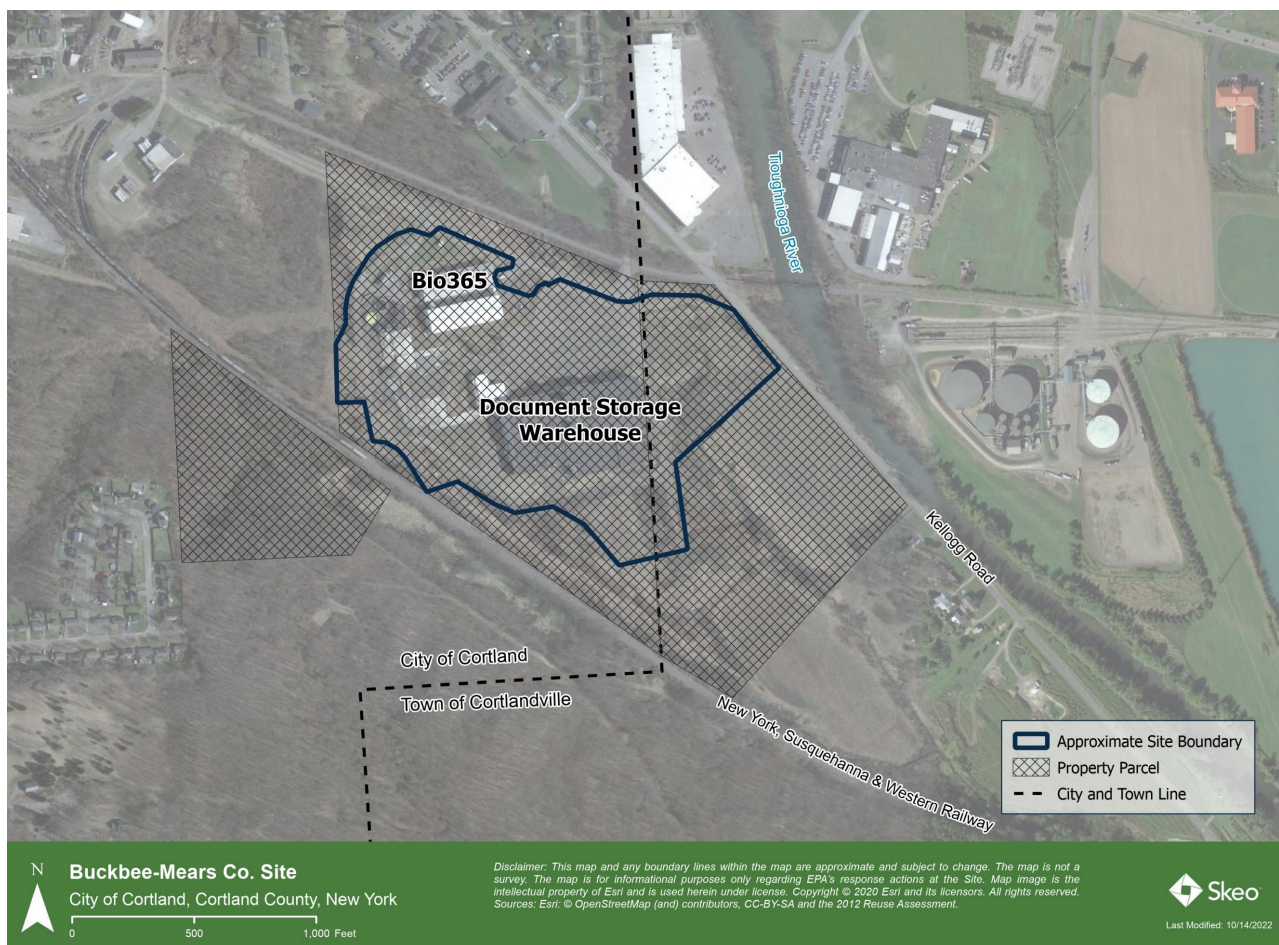 Tioughnioga River
Bio365
Document Storage
Warehouse
Kellogg Road
City of Cortland
Town of Cortlandville
New York, Susquehanna & Western Railway
Approximate Site Boundary
Property Parcel
City and Town Line
N
Buckbee-Mears Co. Site
City of Cortland, Cortland County, New York
0 500 1,000 Feet
Disclaimer: This map and any boundary lines within the map are approximate and subject to change. The map is not a
survey. The map is for informational purposes only regarding EPA's response actions at the Site. Map image is the
intellectual property of Esri and is used herein under license. Copyright © 2020 Esri and its licensors. All rights reserved.
Sources: Esri: © OpenStreetMap (and) contributors, CC-BY-SA and the 2012 Reuse Assessment.
Skeo
Last Modified: 10/14/2022